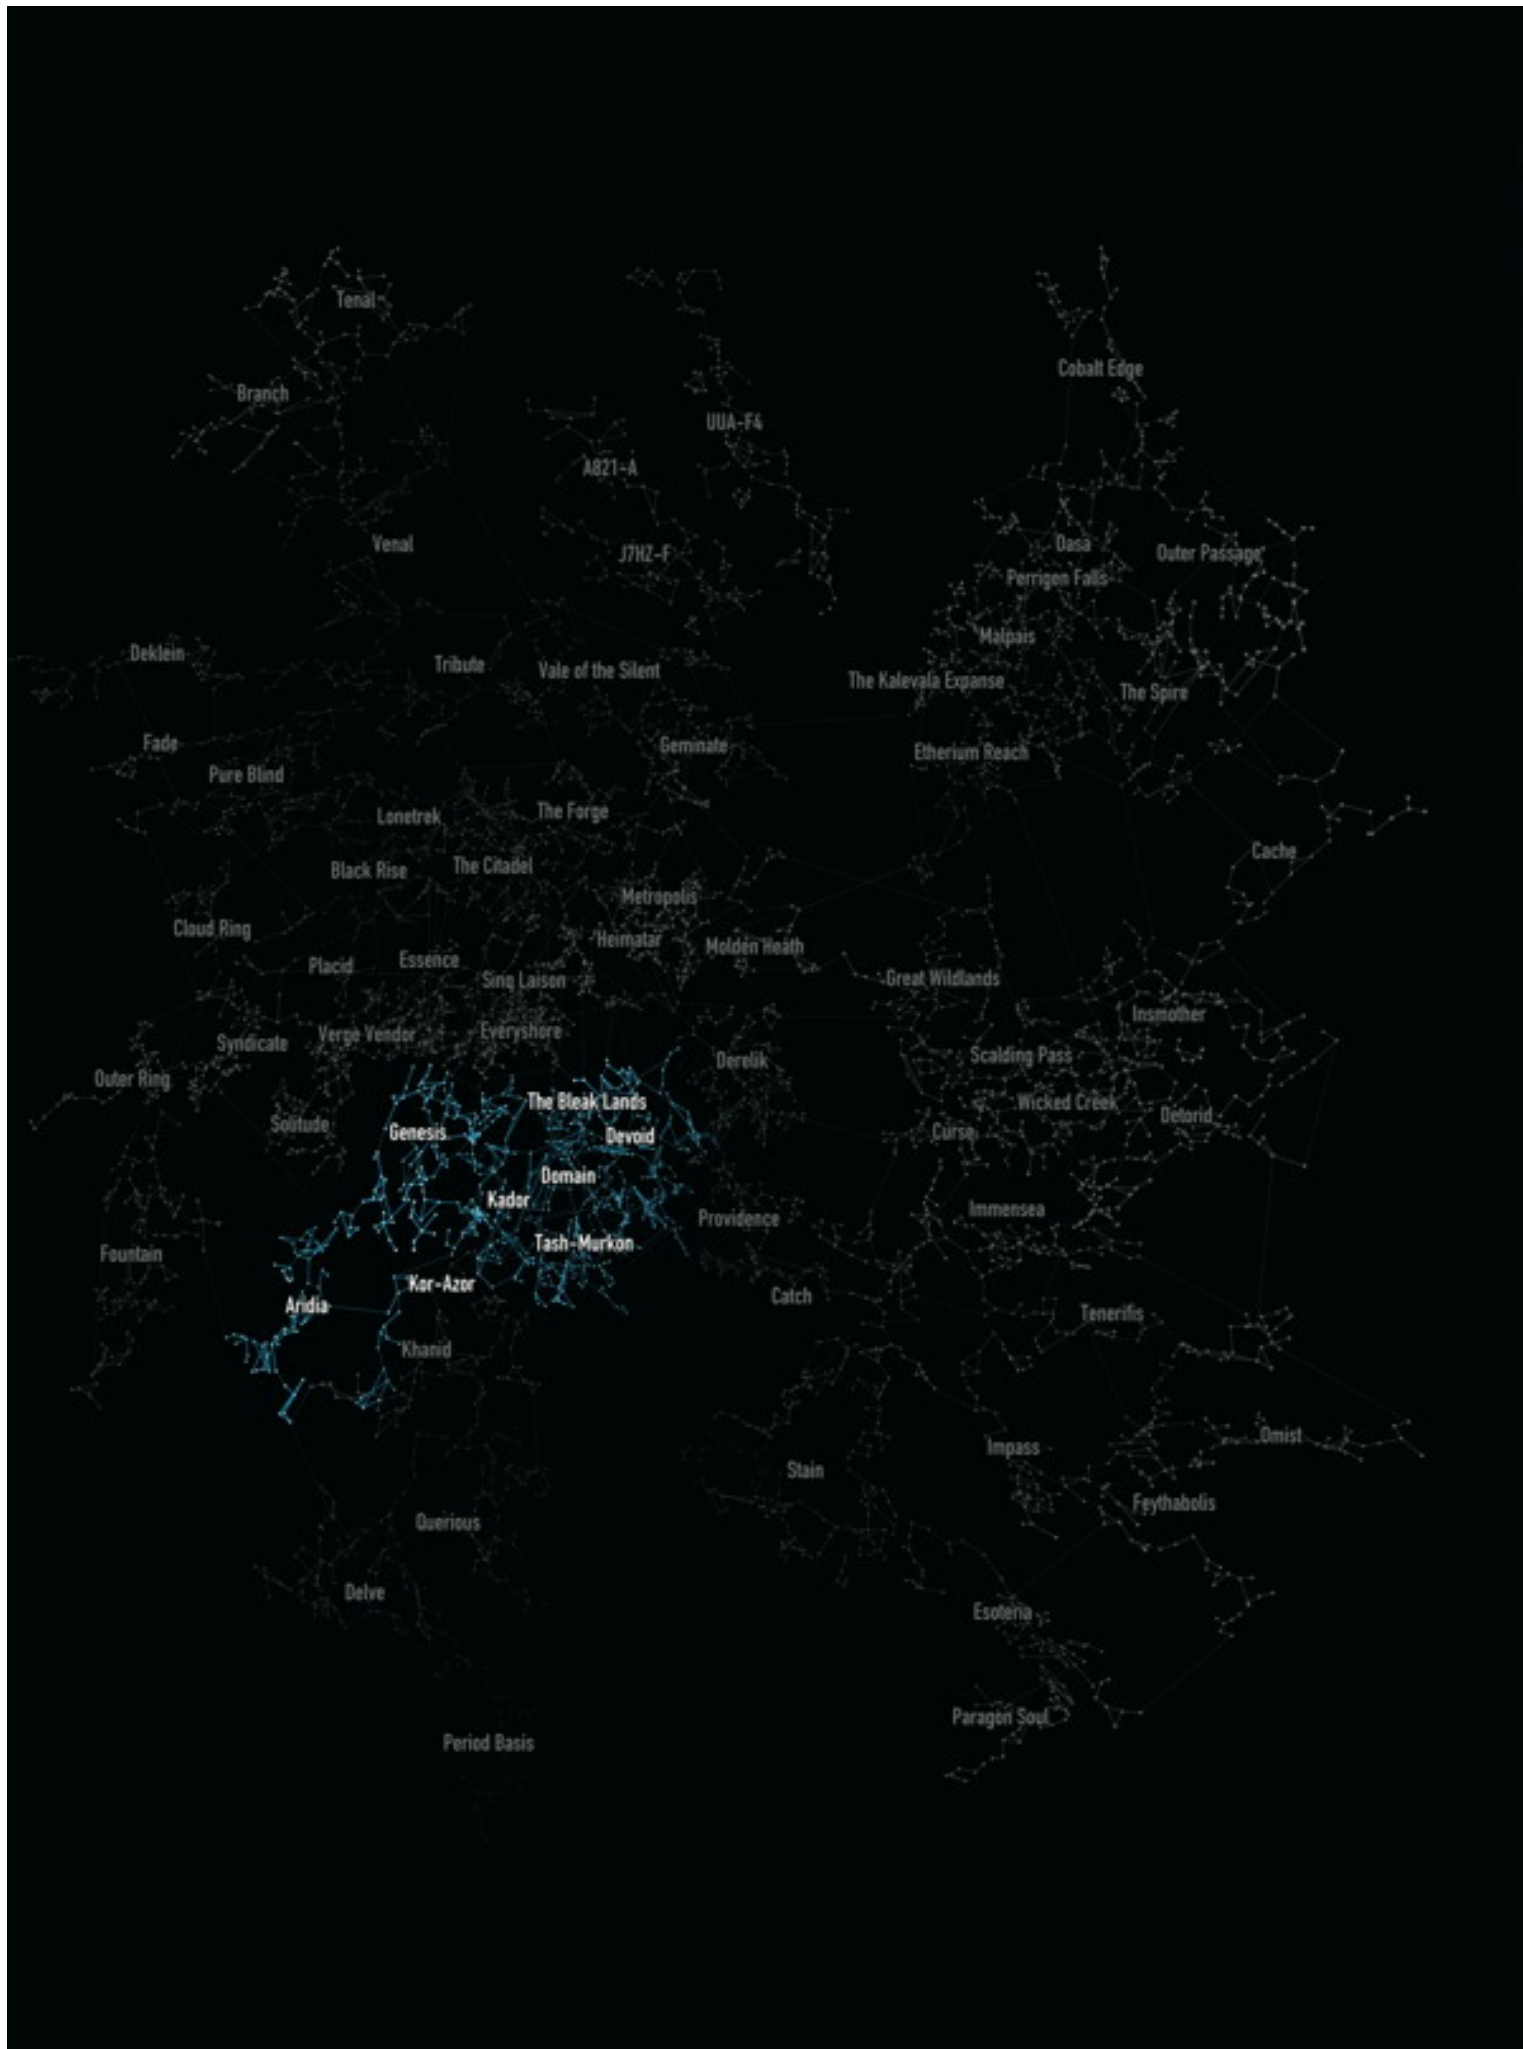 Tenal
Cobalt Edge
Branch
UUA-F4
A821-A
Venal
J7HZ-F
Oasa
Outer Passage
Perrigen Falls
Malpais
Deklein
Tribute
Vale of the Silent
The Kalevala Expanse
The Spire
Fade
Geminate
Etherium Reach
Pure Blind
Lonetrek
The Forge
Cache
Black Rise
The Citadel
Metropolis
Cloud Ring
Heimatar
Molden Heath
Placid
Essence
Sinq Laison
Great Wildlands
Insmother
Syndicate
Verge Vendor
Everyshore
Scalding Pass
Derelik
Outer Ring
The Bleak Lands
Wicked Creek
Detorid
Solitude
Genesis
Devoid
Curse
Domain
Kador
Immensea
Providence
Fountain
Tash-Murkon
Kor-Azor
Catch
Aridia
Tenerifis
Khanid
Omist
Impass
Stain
Feythabolis
Querious
Delve
Esoteria
Paragon Soul
Period Basis